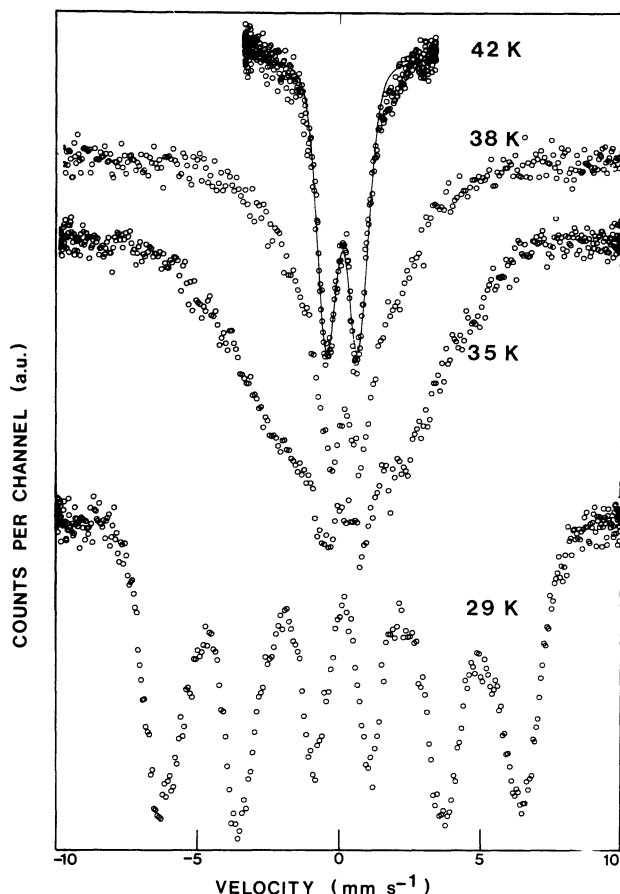 42 K
38 K
35 K
29 K
COUNTS PER CHANNEL (a.u.)
-10 -5 0 5 10
VELOCITY (mm s⁻¹)